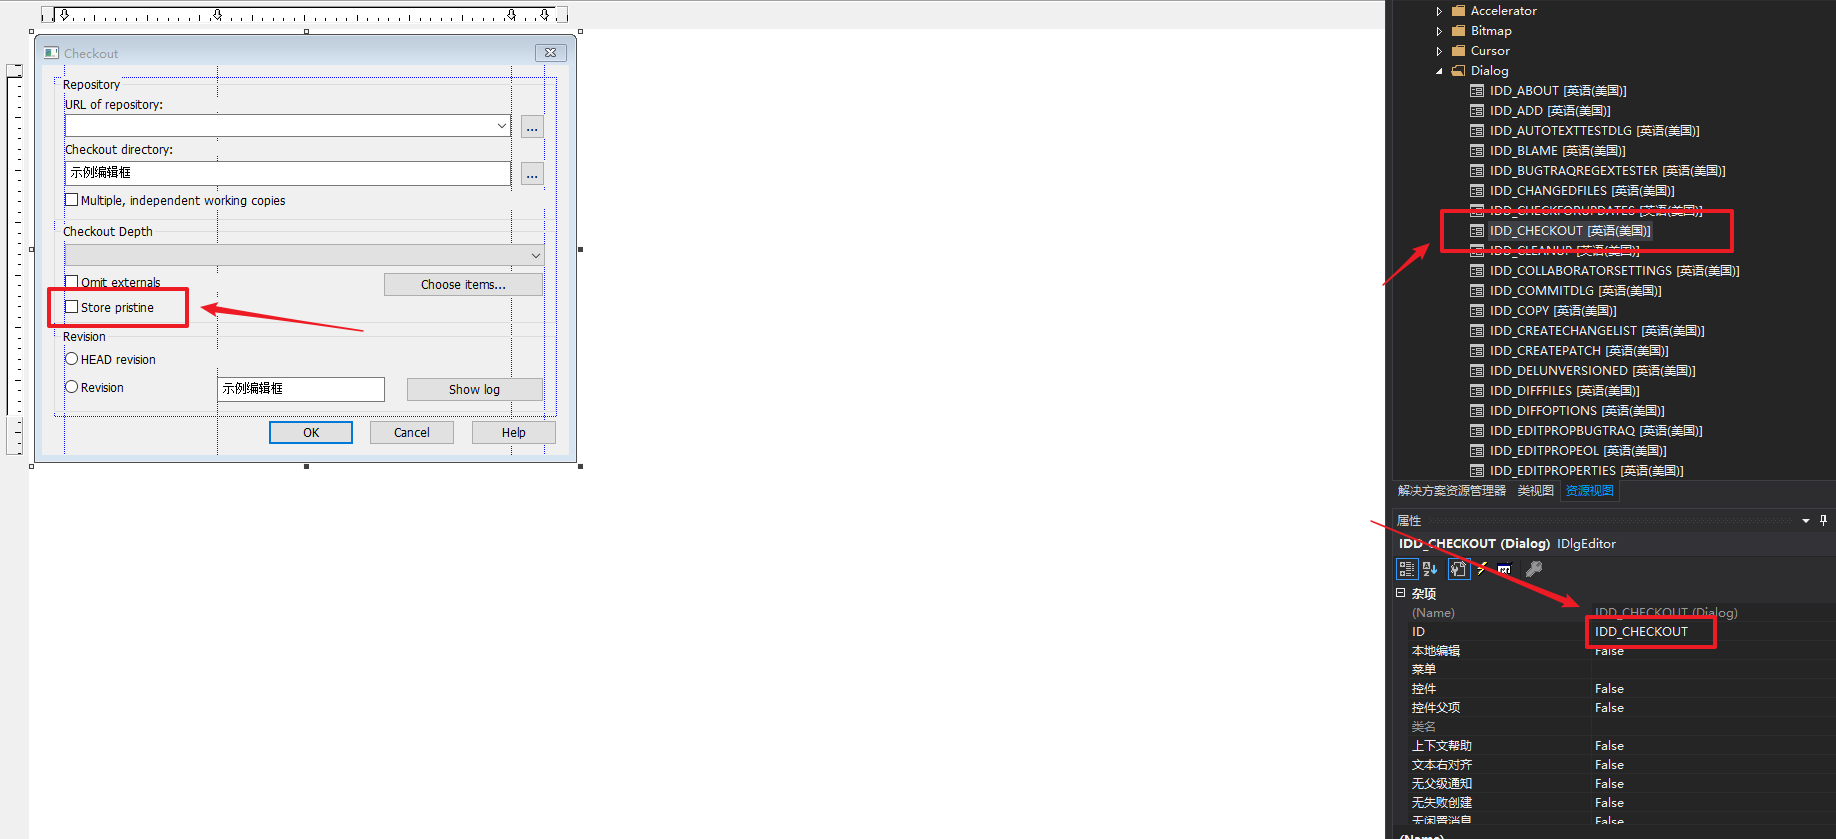 Checkout
Repository
URL of repository:
...
Checkout directory:
示例编辑框
...
Multiple, independent working copies
Checkout Depth
Omit externals
Choose items...
Store pristine
Revision
HEAD revision
Revision
示例编辑框
Show log
OK
Cancel
Help
Accelerator
Bitmap
Cursor
Dialog
IDD_ABOUT [英语(美国)]
IDD_ADD [英语(美国)]
IDD_AUTOTEXTTESTDLG [英语(美国)]
IDD_BLAME [英语(美国)]
IDD_BUGTRAQREGEXTESTER [英语(美国)]
IDD_CHANGEDFILES [英语(美国)]
IDD_CHECKFORUPDATES [英语(美国)]
IDD_CHECKOUT [英语(美国)]
IDD_CLEANUP [英语(美国)]
IDD_COLLABORATORSETTINGS [英语(美国)]
IDD_COMMITDLG [英语(美国)]
IDD_COPY [英语(美国)]
IDD_CREATECHANGELIST [英语(美国)]
IDD_CREATEPATCH [英语(美国)]
IDD_DELUNVERSIONED [英语(美国)]
IDD_DIFFFILES [英语(美国)]
IDD_DIFFOPTIONS [英语(美国)]
IDD_EDITPROPBUGTRAQ [英语(美国)]
IDD_EDITPROPEOL [英语(美国)]
IDD_EDITPROPERTIES [英语(美国)]
解决方案资源管理器 类视图 资源视图
属性
IDD_CHECKOUT (Dialog) IDlgEditor
杂项
(Name) IDD_CHECKOUT (Dialog)
ID IDD_CHECKOUT
本地编辑 False
菜单
控件 False
控件父项 False
类名
上下文帮助 False
文本右对齐 False
无父级通知 False
无失败创建 False
无闲置消息 False
(Name)